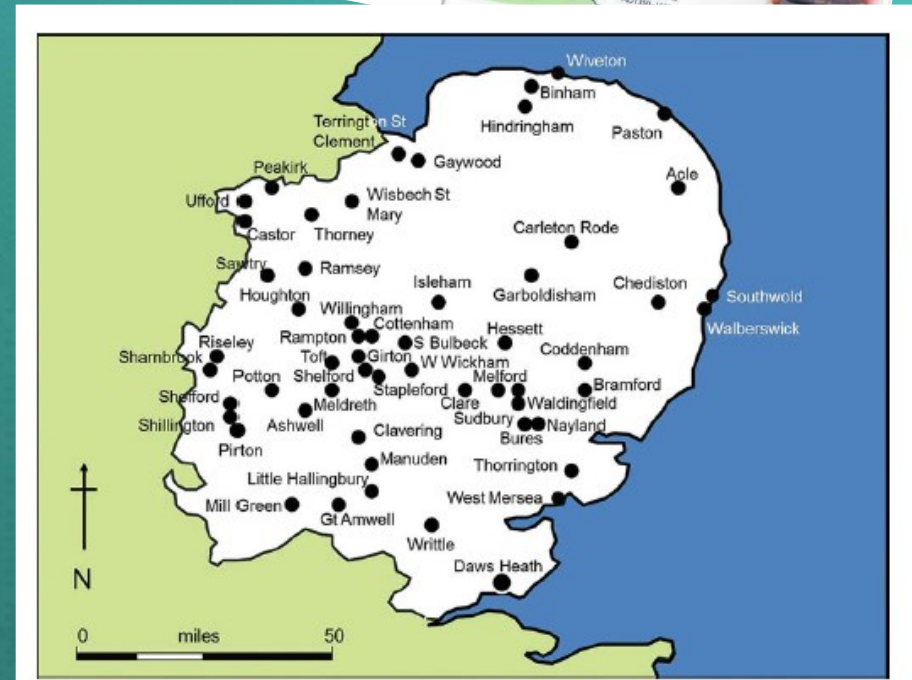 Wiveton
Binham
Hindringham
Paston
Terrington St
Clement
Gaywood
Acle
Peakirk
Ufford
Wisbech St
Mary
Castor
Thorney
Carleton Rode
Sawtry
Ramsey
Isleham
Garboldisham
Chediston
Southwold
Houghton
Willingham
Walberswick
Cottenham
Rampton
S Bulbeck
Hessett
Riseley
Sharnbrook
Toft
Girton
W Wickham
Coddenham
Potton
Shelford
Stapleford
Melford
Bramford
Shefford
Meldreth
Clare
Waldingfield
Shillington
Ashwell
Sudbury
Nayland
Bures
Pirton
Clavering
Manuden
Thorrington
Little Hallingbury
Mill Green
West Mersea
Gt Amwell
Writtle
Daws Heath
N
0 miles 50